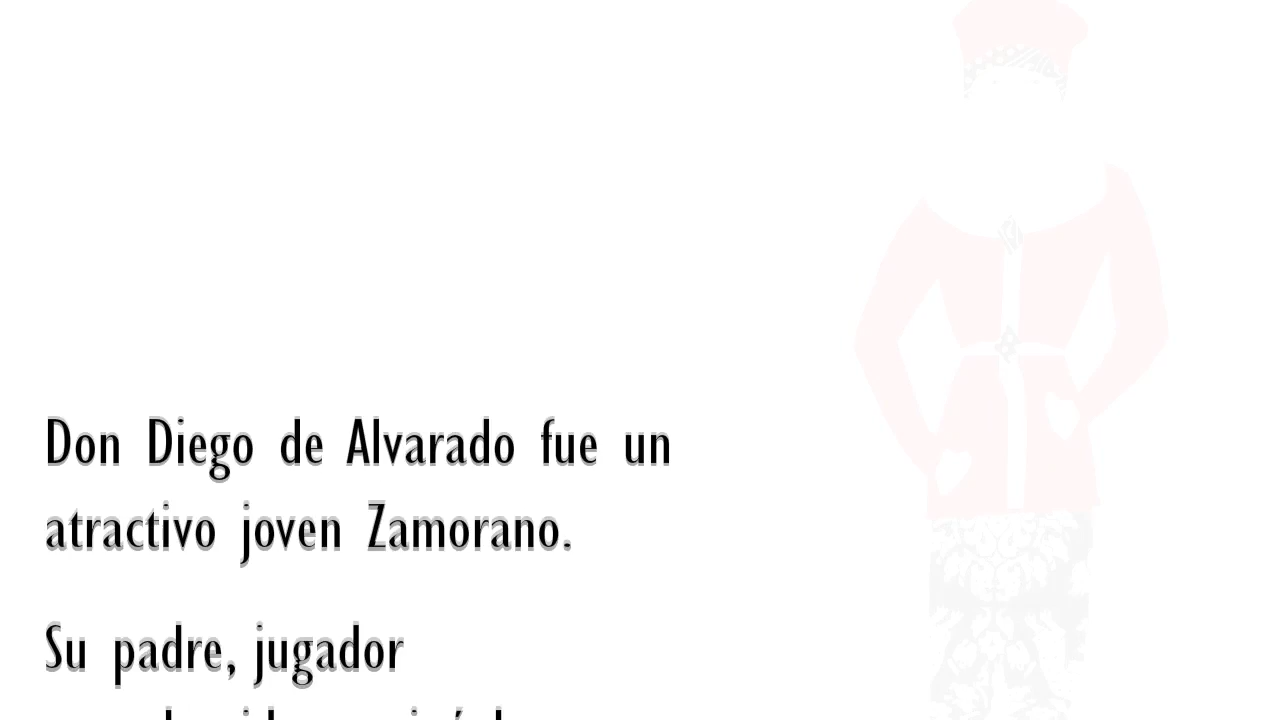 Don Diego de Alvarado fue un
atractivo joven Zamorano.
Su padre, jugador